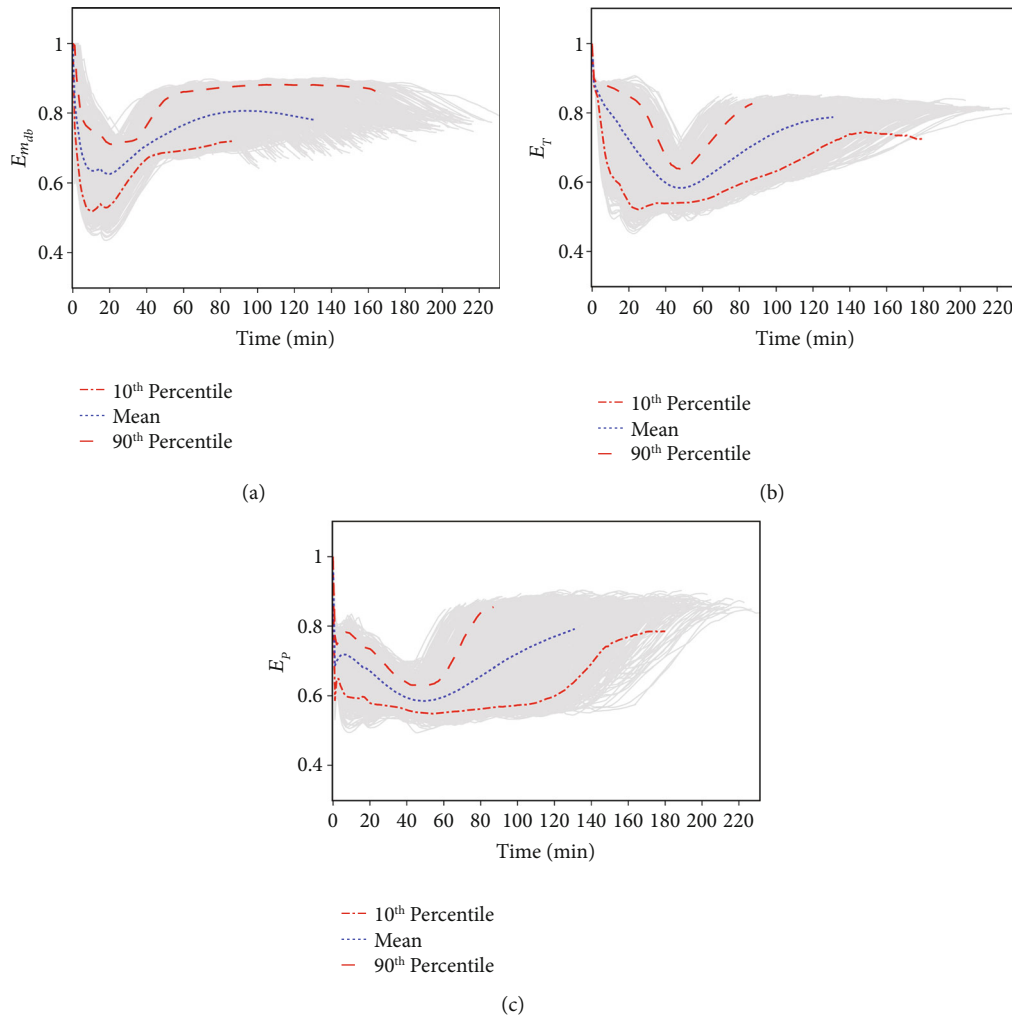 1
0.8
0.6
0.4
E_{m_{db}}
0 20 40 60 80 100 120 140 160 180 200 220
Time (min)
10th Percentile
Mean
90th Percentile
(a)
1
0.8
0.6
0.4
E_T
0 20 40 60 80 100 120 140 160 180 200 220
Time (min)
10th Percentile
Mean
90th Percentile
(b)
1
0.8
0.6
0.4
E_P
0 20 40 60 80 100 120 140 160 180 200 220
Time (min)
10th Percentile
Mean
90th Percentile
(c)